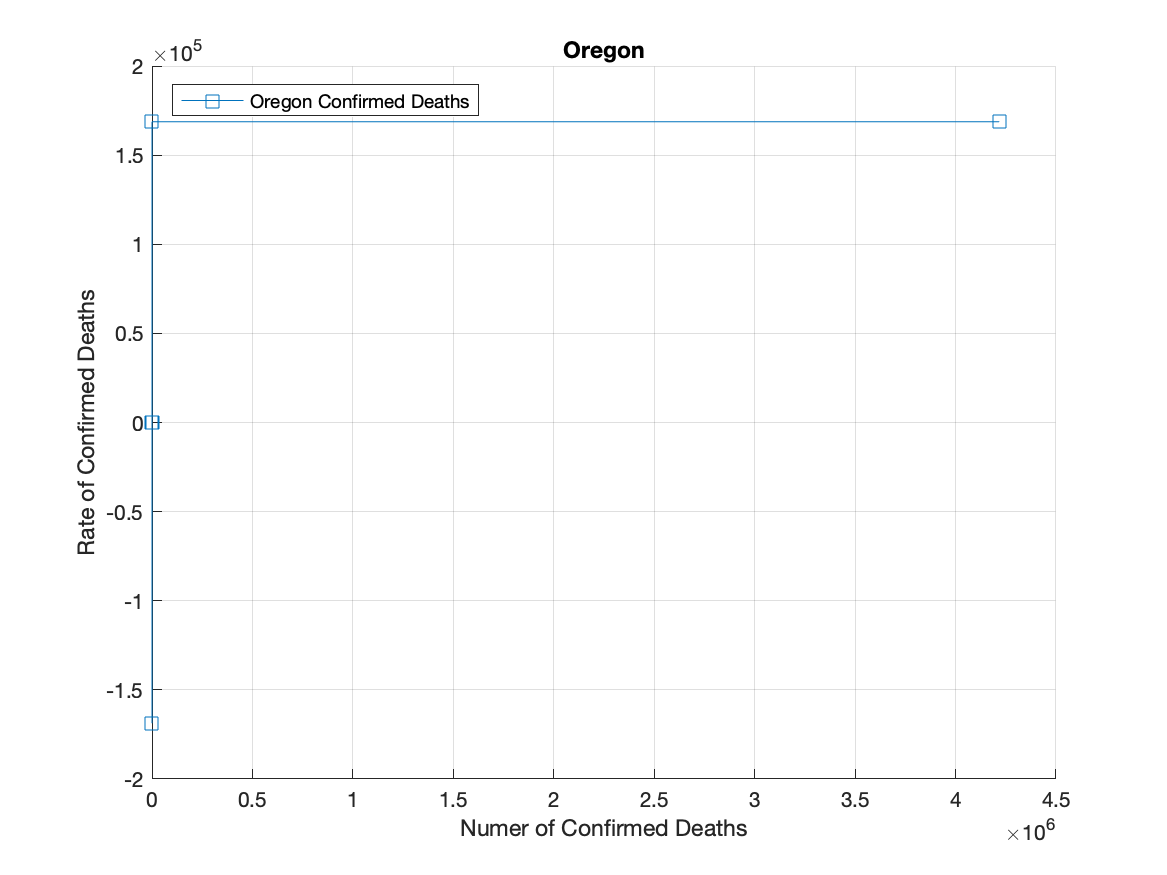 Oregon
×10^5
Oregon Confirmed Deaths
2
1.5
1
0.5
0
-0.5
-1
-1.5
-2
Rate of Confirmed Deaths
0 0.5 1 1.5 2 2.5 3 3.5 4 4.5
Numer of Confirmed Deaths
×10^6